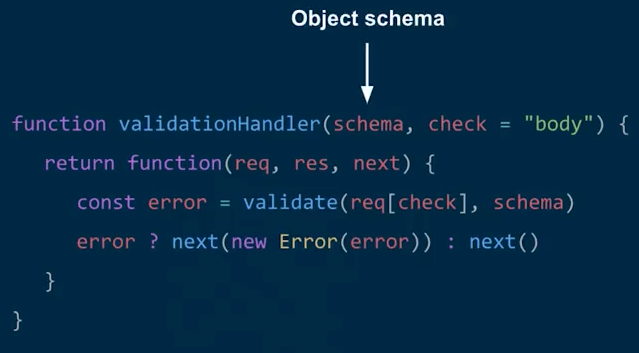 Object schema
function validationHandler(schema, check = "body") {
return function(req, res, next) {
const error = validate(req[check], schema)
error ? next(new Error(error)) : next()
}
}